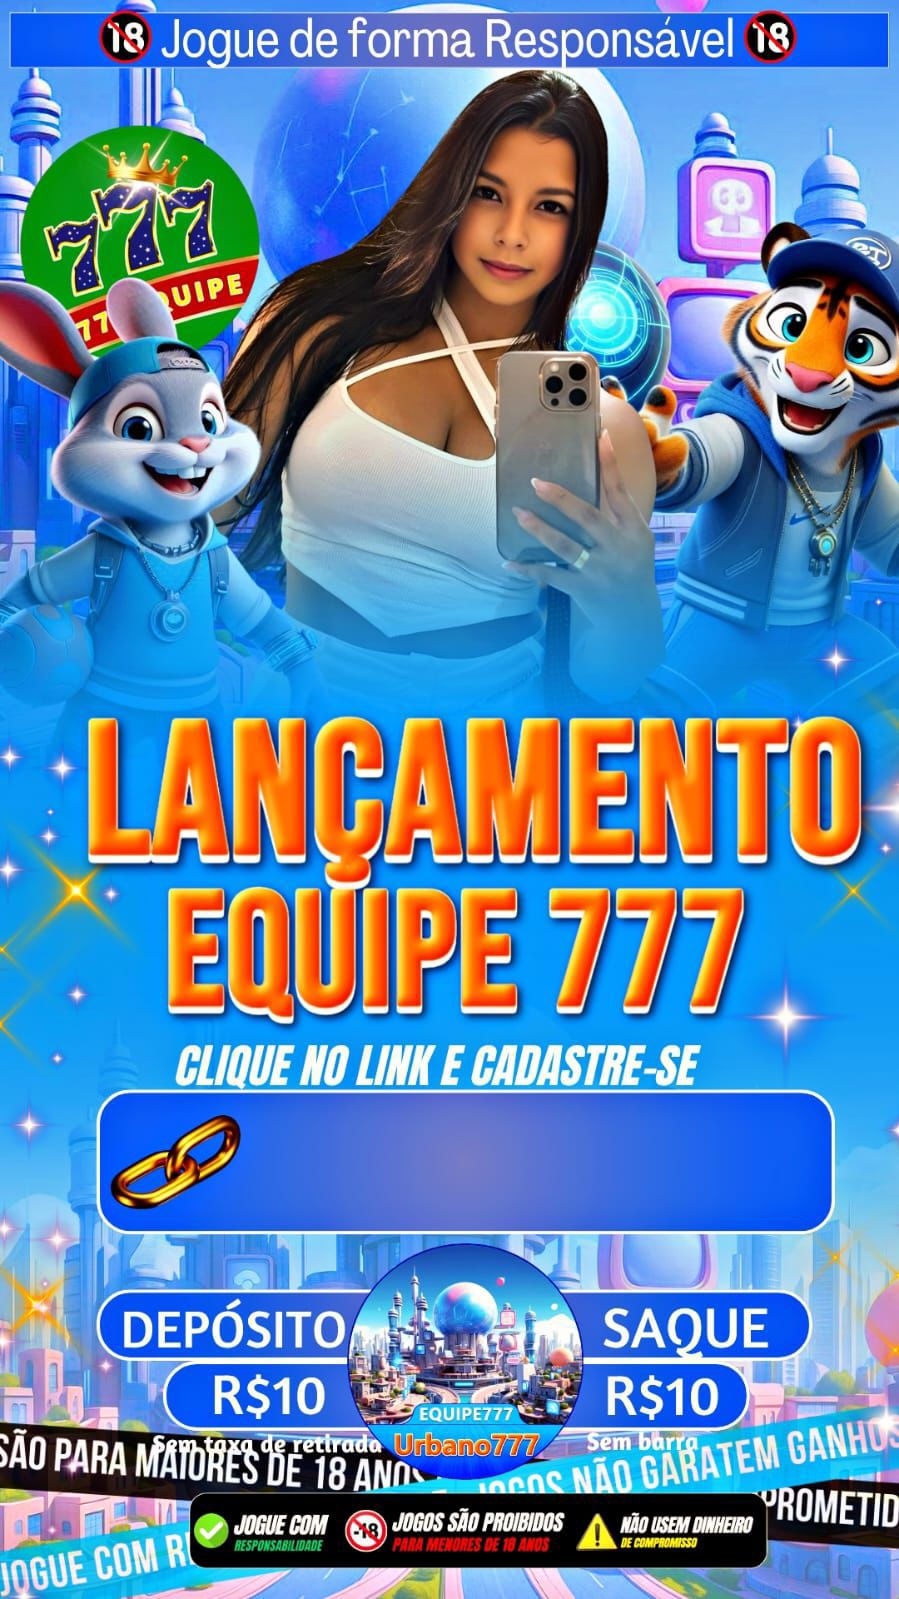 18 Jogue de forma Responsável 18
777
EQUIPE
LANÇAMENTO
EQUIPE 777
CLIQUE NO LINK E CADASTRE-SE
DEPÓSITO
SAQUE
R$10
R$10
EQUIPE777
Urbano777
Sem taxa de retirada
Sem barra
SÃO PARA MAIORES DE 18 ANOS
JOGOS NÃO GARATEM GANHOS
PROMETID
JOGUE COM R
JOGUE COM
RESPONSABILIDADE
-18
JOGOS SÃO PROIBIDOS
PARA MENORES DE 18 ANOS
NÃO USEM DINHEIRO
DE COMPROMISSO